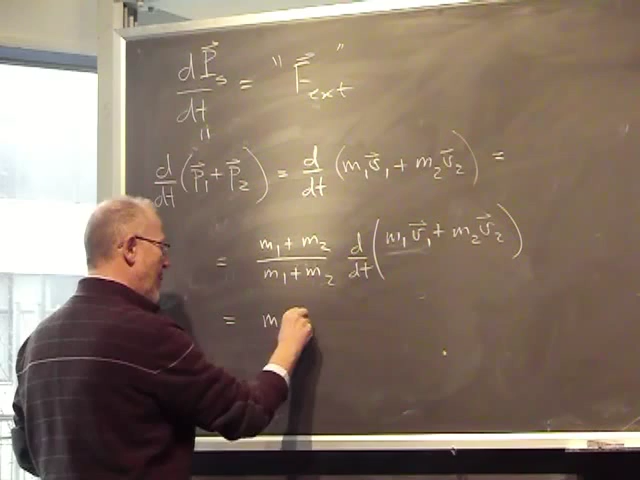 dP⃗ₛ/dt = "F⃗ext"
||
d/dt (p⃗₁ + p⃗₂) = d/dt (m₁v⃗₁ + m₂v⃗₂) =
= (m₁ + m₂)/(m₁ + m₂) d/dt (m₁v⃗₁ + m₂v⃗₂)
= m